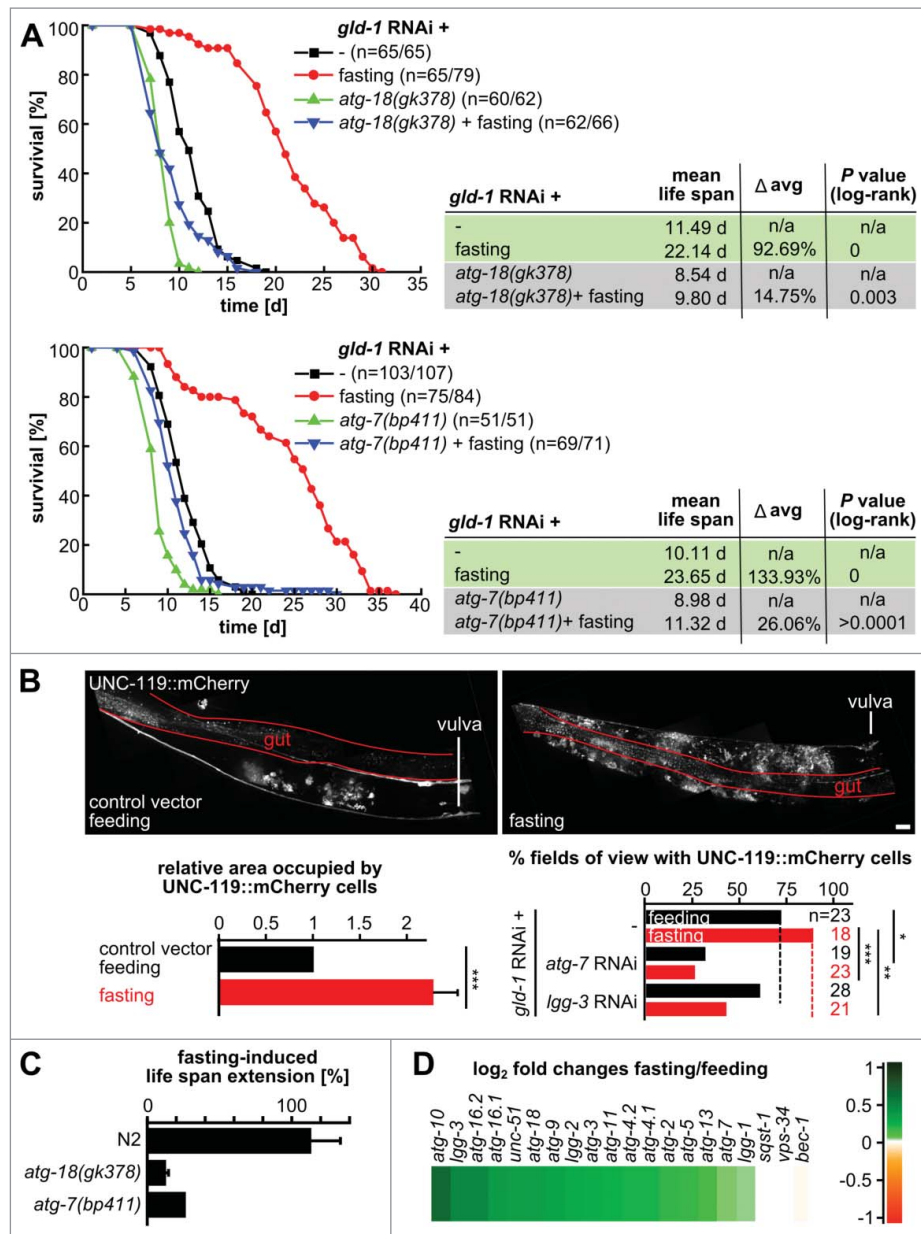 A
gld-1 RNAi +
- (n=65/65)
fasting (n=65/79)
atg-18(gk378) (n=60/62)
atg-18(gk378) + fasting (n=62/66)
survivial [%]
100
80
60
40
20
0
0 5 10 15 20 25 30 35
time [d]
gld-1 RNAi + mean life span Δ avg P value (log-rank)
- 11.49 d n/a n/a
fasting 22.14 d 92.69% 0
atg-18(gk378) 8.54 d n/a n/a
atg-18(gk378)+ fasting 9.80 d 14.75% 0.003
gld-1 RNAi +
- (n=103/107)
fasting (n=75/84)
atg-7(bp411) (n=51/51)
atg-7(bp411) + fasting (n=69/71)
survival [%]
100
80
60
40
20
0
0 5 10 15 20 25 30 35 40
time [d]
gld-1 RNAi + mean life span Δ avg P value (log-rank)
- 10.11 d n/a n/a
fasting 23.65 d 133.93% 0
atg-7(bp411) 8.98 d n/a n/a
atg-7(bp411)+ fasting 11.32 d 26.06% >0.0001
B
UNC-119::mCherry
vulva
gut
control vector
feeding
vulva
gut
fasting
relative area occupied by
UNC-119::mCherry cells
0 0.5 1 1.5 2
control vector
feeding
fasting
***
% fields of view with UNC-119::mCherry cells
0 25 50 75 100
gld-1 RNAi +
-
feeding n=23
fasting 18
atg-7 RNAi 19
23
lgg-3 RNAi 28
21
***
**
*
C
fasting-induced
life span extension [%]
0 100
N2
atg-18(gk378)
atg-7(bp411)
D
log2 fold changes fasting/feeding
atg-10
lgg-3
atg-16.2
atg-16.1
unc-51
atg-18
atg-9
lgg-2
atg-3
atg-11
atg-4.2
atg-4.1
atg-2
atg-5
atg-13
atg-7
lgg-1
sqst-1
vps-34
bec-1
1
0.5
0
-0.5
-1